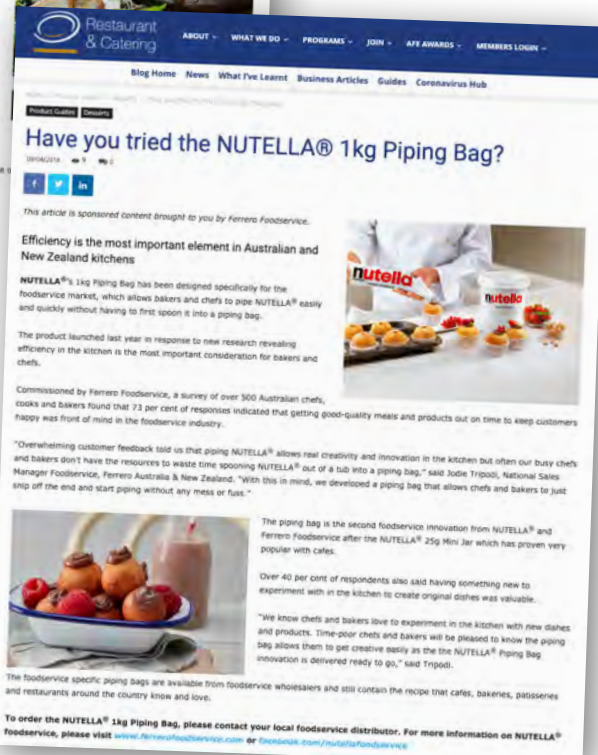 Restaurant
& Catering
ABOUT
WHAT WE DO
PROGRAMS
JOIN
AFE AWARDS
MEMBERS LOGIN
Blog Home News What I've Learnt Business Articles Guides Coronavirus Hub
Product Guides Desserts
Have you tried the NUTELLA® 1kg Piping Bag?
9 0
f in
This article is sponsored content brought to you by Ferrero Foodservice.
Efficiency is the most important element in Australian and
New Zealand kitchens
NUTELLA®'s 1kg Piping Bag has been designed specifically for the
foodservice market, which allows bakers and chefs to pipe NUTELLA® easily
and quickly without having to first spoon it into a piping bag.
The product launched last year in response to new research revealing
efficiency in the kitchen is the most important consideration for bakers and
chefs.
nutella
nutella
Commissioned by Ferrero Foodservice, a survey of over 500 Australian chefs,
cooks and bakers found that 73 per cent of responses indicated that getting good-quality meals and products out on time to keep customers
happy was front of mind in the foodservice industry.
"Overwhelming customer feedback told us that piping NUTELLA® allows real creativity and innovation in the kitchen but often our busy chefs
and bakers don't have the resources to waste time spooning NUTELLA® out of a tub into a piping bag," said Jodie Tripodi, National Sales
Manager Foodservice, Ferrero Australia & New Zealand. "With this in mind, we developed a piping bag that allows chefs and bakers to just
snip off the end and start piping without any mess or fuss."
The piping bag is the second foodservice innovation from NUTELLA® and
Ferrero Foodservice after the NUTELLA® 25g Mini Jar which has proven very
popular with cafes.
Over 40 per cent of respondents also said having something new to
experiment with in the kitchen to create original dishes was valuable.
"We know chefs and bakers love to experiment in the kitchen with new dishes
and products. Time-poor chefs and bakers will be pleased to know the piping
bag allows them to get creative easily as the the NUTELLA® Piping Bag
innovation is delivered ready to go," said Tripodi.
The foodservice specific piping bags are available from foodservice wholesalers and still contain the recipe that cafes, bakeries, patisseries
and restaurants around the country know and love.
To order the NUTELLA® 1kg Piping Bag, please contact your local foodservice distributor. For more information on NUTELLA®
foodservice, please visit www.ferrerofoodservice.com or facebook.com/nutellafoodservice